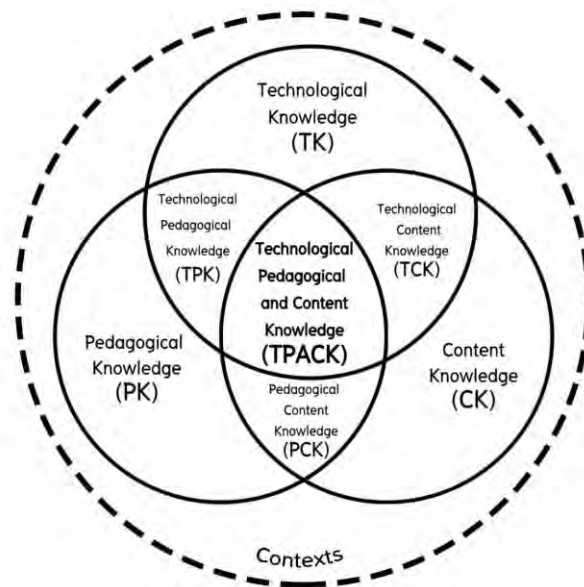 Technological
Knowledge
(TK)
Technological
Pedagogical
Knowledge
(TPK)
Technological
Content
Knowledge
(TCK)
Technological
Pedagogical
and Content
Knowledge
(TPACK)
Pedagogical
Knowledge
(PK)
Content
Knowledge
(CK)
Pedagogical
Content
Knowledge
(PCK)
Contexts